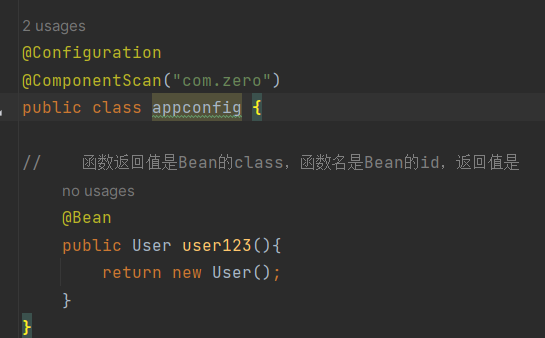 2 usages
@Configuration
@ComponentScan("com.zero")
public class appconfig {
//    函数返回值是Bean的class，函数名是Bean的id，返回值是
no usages
@Bean
public User user123(){
return new User();
}
}